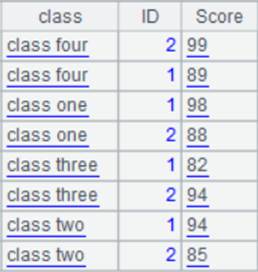 class ID Score
class four 2 99
class four 1 89
class one 1 98
class one 2 88
class three 1 82
class three 2 94
class two 1 94
class two 2 85